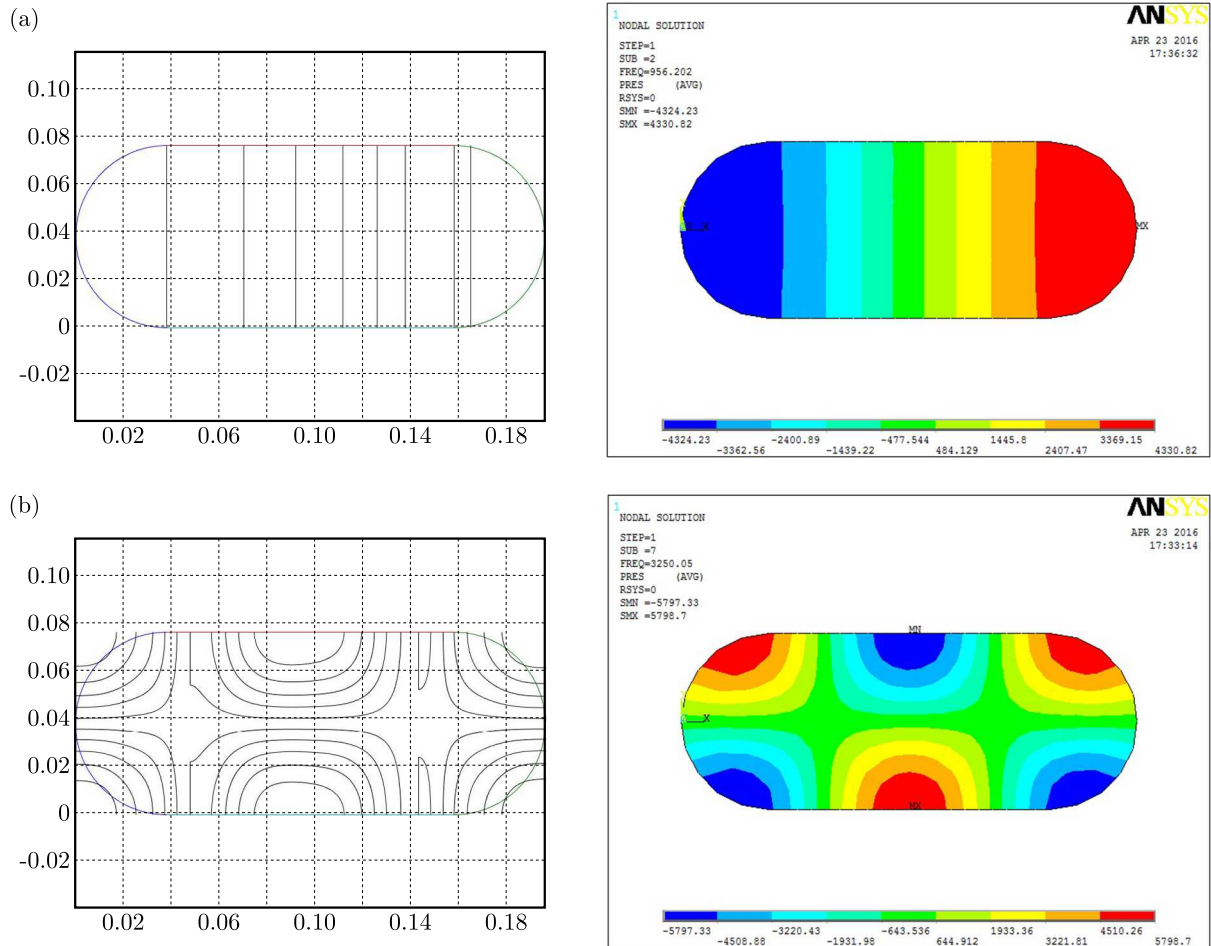 (a)
0.10
0.08
0.06
0.04
0.02
0
-0.02
0.02 0.06 0.10 0.14 0.18
1
NODAL SOLUTION
STEP=1
SUB =2
FREQ=956.202
PRES (AVG)
RSYS=0
SMN =-4324.23
SMX =4330.82
ANSYS
APR 23 2016
17:36:32
X
MX
-4324.23 -2400.89 -477.544 1445.8 3369.15
-3362.56 -1439.22 484.129 2407.47 4330.82
(b)
0.10
0.08
0.06
0.04
0.02
0
-0.02
0.02 0.06 0.10 0.14 0.18
1
NODAL SOLUTION
STEP=1
SUB =7
FREQ=3250.05
PRES (AVG)
RSYS=0
SMN =-5797.33
SMX =5798.7
ANSYS
APR 23 2016
17:33:14
MN
X
MX
-5797.33 -3220.43 -643.536 1933.36 4510.26
-4508.88 -1931.98 644.912 3221.81 5798.7